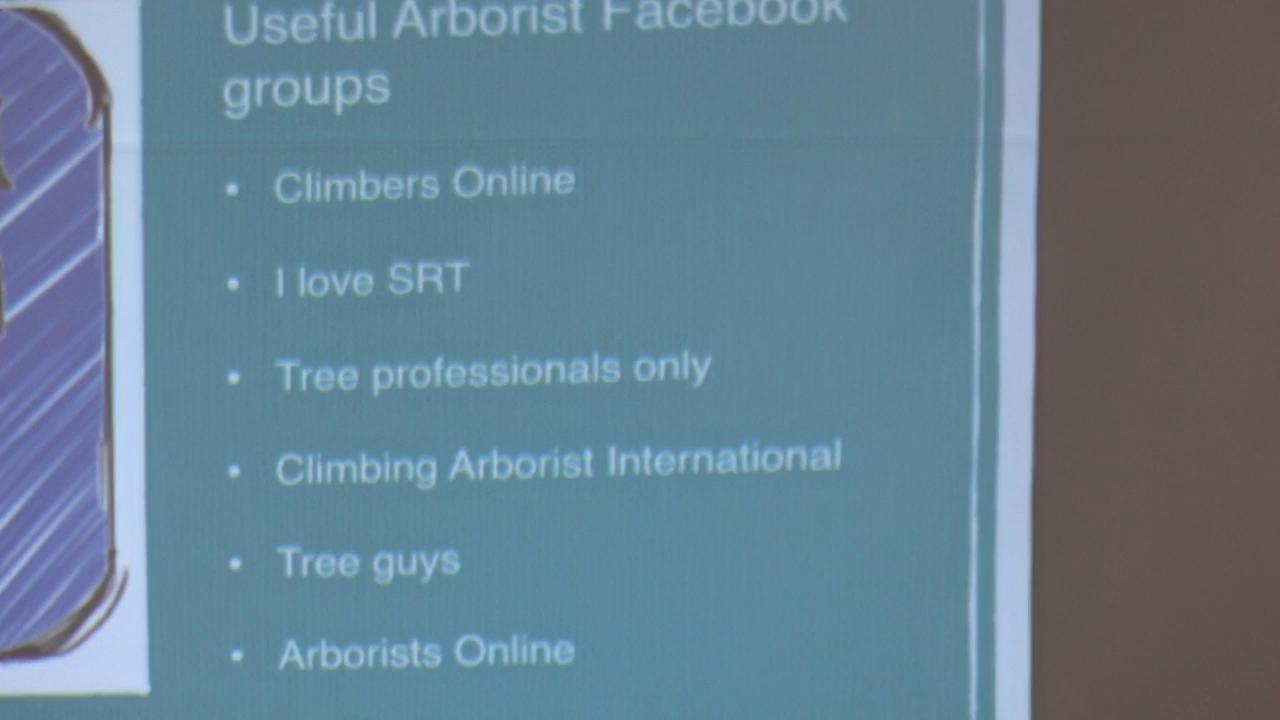 Useful Arborist Facebook
groups
• Climbers Online
• I love SRT
• Tree professionals only
• Climbing Arborist International
• Tree guys
• Arborists Online